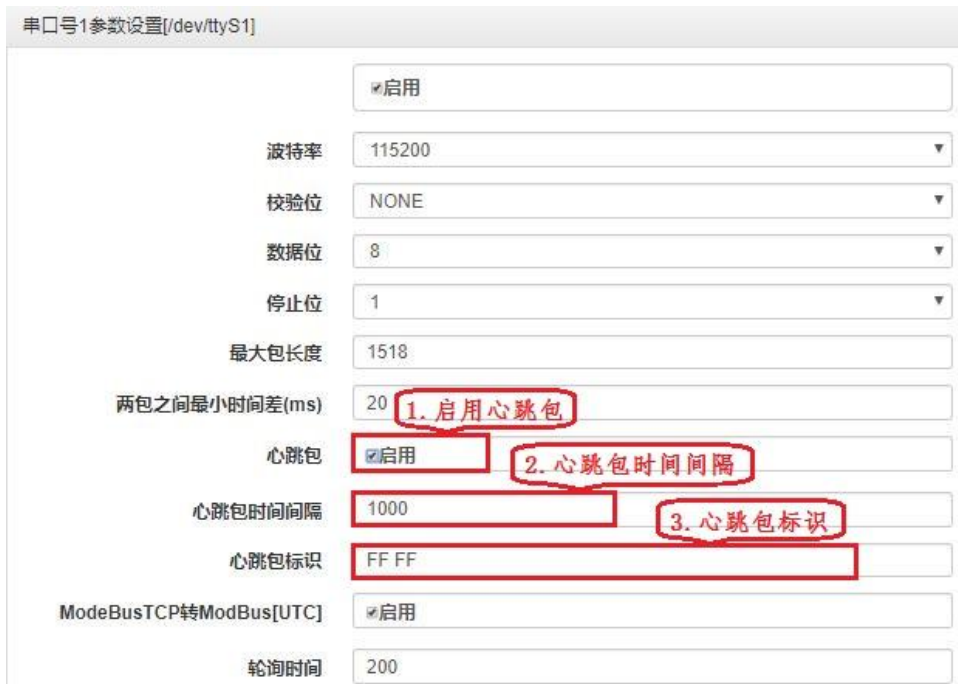 串口号1参数设置[/dev/ttyS1]
启用
波特率 115200
校验位 NONE
数据位 8
停止位 1
最大包长度 1518
两包之间最小时间差(ms) 20
1. 启用心跳包
心跳包 启用
2. 心跳包时间间隔
心跳包时间间隔 1000
3. 心跳包标识
心跳包标识 FF FF
ModeBusTCP转ModBus[UTC] 启用
轮询时间 200